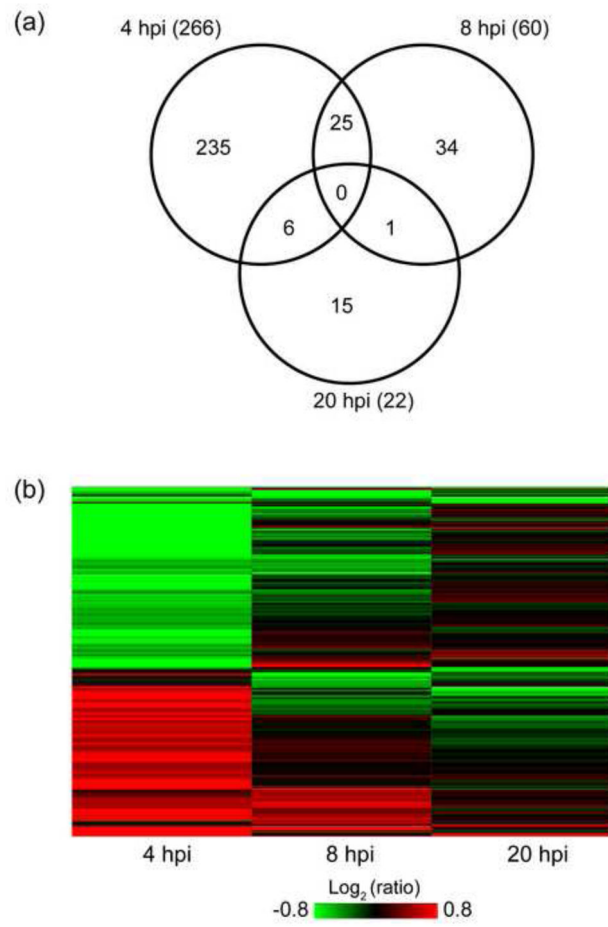 (a)
4 hpi (266)
8 hpi (60)
235
25
34
0
6
1
15
20 hpi (22)
(b)
4 hpi
8 hpi
20 hpi
Log₂ (ratio)
-0.8
0.8